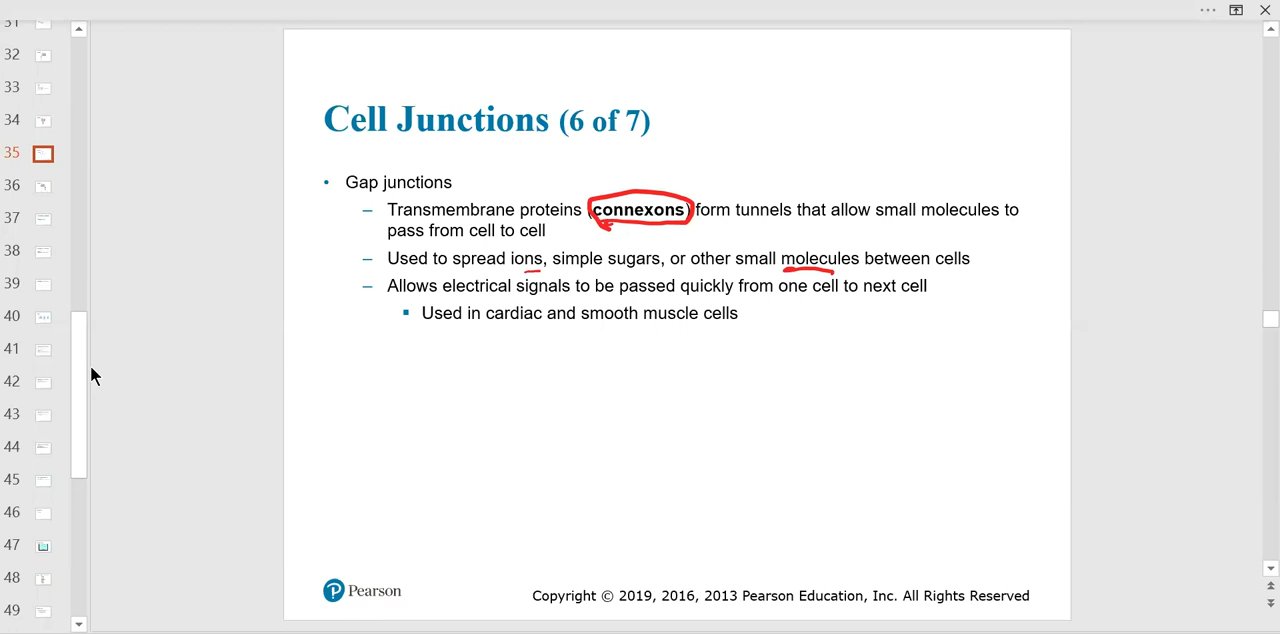 31
32
33
34
35
36
37
38
39
40
41
42
43
44
45
46
47
48
49
Cell Junctions (6 of 7)
• Gap junctions
– Transmembrane proteins (connexons) form tunnels that allow small molecules to
pass from cell to cell
– Used to spread ions, simple sugars, or other small molecules between cells
– Allows electrical signals to be passed quickly from one cell to next cell
▪ Used in cardiac and smooth muscle cells
P Pearson
Copyright © 2019, 2016, 2013 Pearson Education, Inc. All Rights Reserved